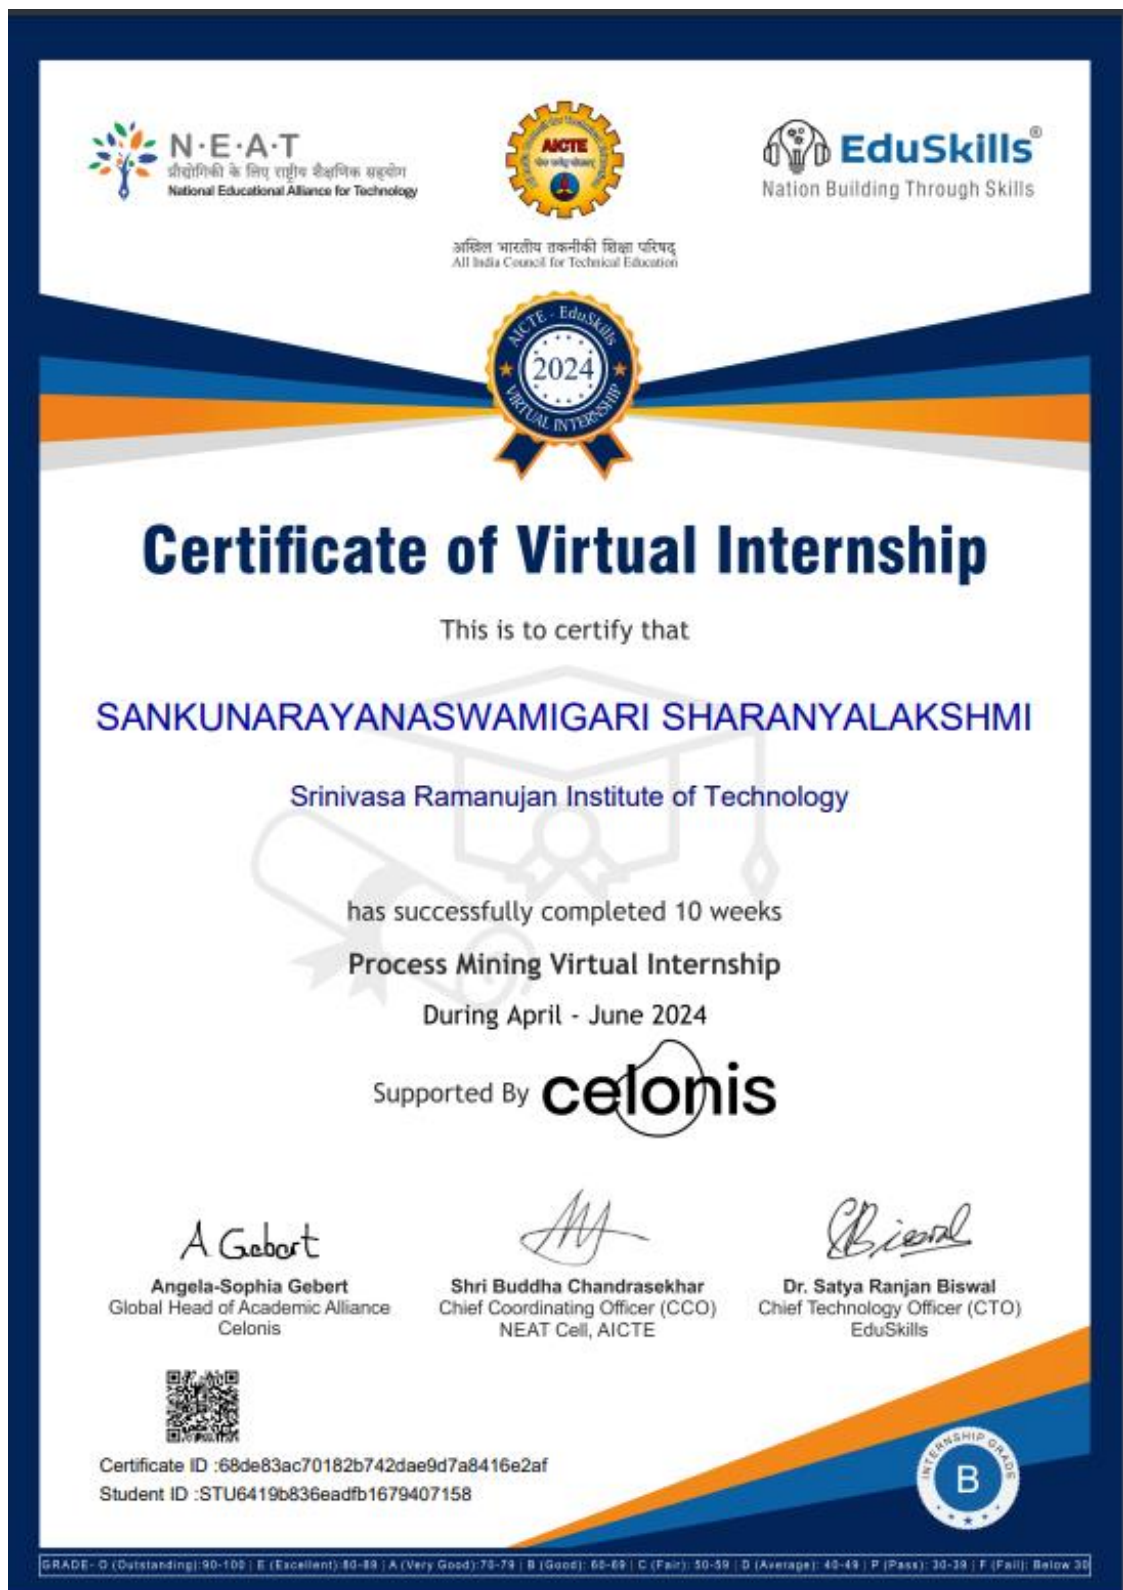 N·E·A·T
प्रौद्योगिकी के लिए राष्ट्रीय शैक्षणिक सहयोग
National Educational Alliance for Technology
AICTE
अखिल भारतीय तकनीकी शिक्षा परिषद्
All India Council for Technical Education
EduSkills®
Nation Building Through Skills
AICTE - EduSkills
2024
VIRTUAL INTERNSHIP
Certificate of Virtual Internship
This is to certify that
SANKUNARAYANASWAMIGARI SHARANYALAKSHMI
Srinivasa Ramanujan Institute of Technology
has successfully completed 10 weeks
Process Mining Virtual Internship
During April - June 2024
Supported By celonis
A Gebert
Angela-Sophia Gebert
Global Head of Academic Alliance
Celonis
Shri Buddha Chandrasekhar
Chief Coordinating Officer (CCO)
NEAT Cell, AICTE
SBiswal
Dr. Satya Ranjan Biswal
Chief Technology Officer (CTO)
EduSkills
Certificate ID :68de83ac70182b742dae9d7a8416e2af
Student ID :STU6419b836eadfb1679407158
INTERNSHIP GRADE
B
GRADE- O (Outstanding):90-100 | E (Excellent):80-89 | A (Very Good):70-79 | B (Good): 60-69 | C (Fair): 50-59 | D (Average): 40-49 | P (Pass): 30-39 | F (Fail): Below 30